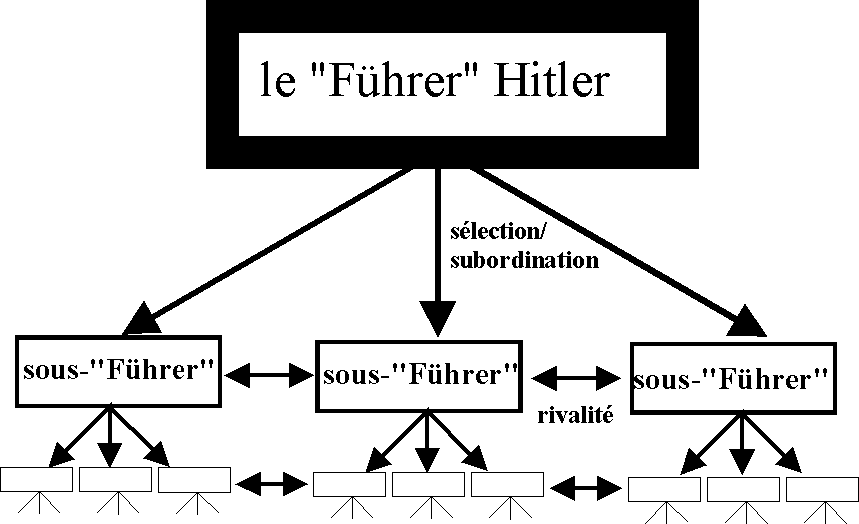 le "Führer" Hitler
sélection/
subordination
sous-"Führer"
sous-"Führer"
sous-"Führer"
rivalité